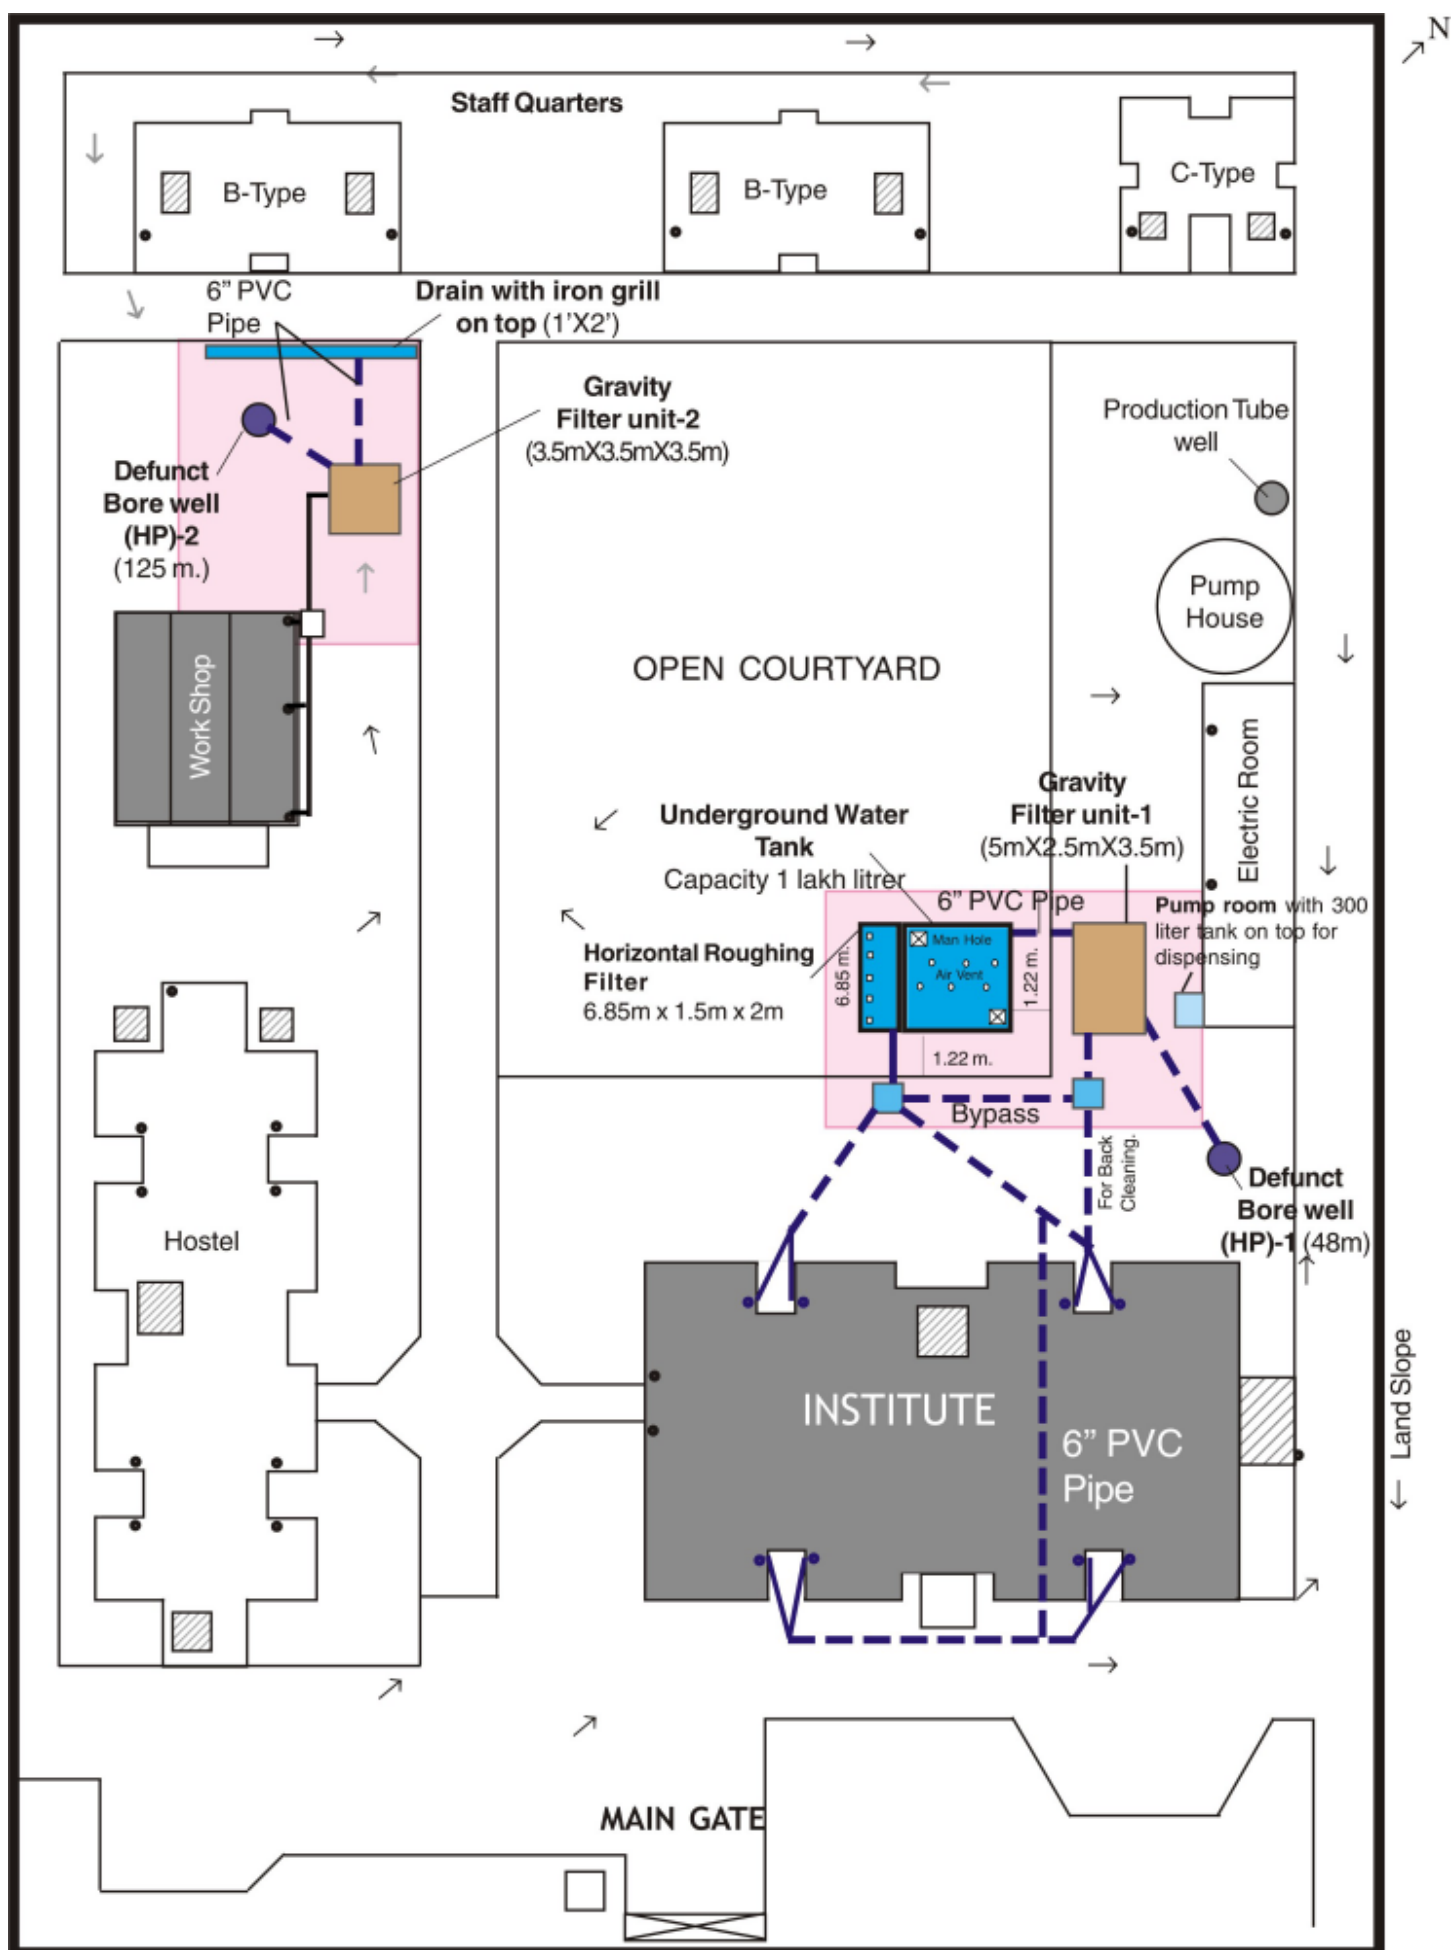 N
Staff Quarters
B-Type
B-Type
C-Type
6” PVC
Pipe
Drain with iron grill
on top (1’X2’)
Gravity
Filter unit-2
(3.5mX3.5mX3.5m)
Production Tube
well
Defunct
Bore well
(HP)-2
(125 m.)
Pump
House
OPEN COURTYARD
Work Shop
Electric Room
Gravity
Filter unit-1
(5mX2.5mX3.5m)
Underground Water
Tank
Capacity 1 lakh litrer
6” PVC Pipe
Pump room with 300
liter tank on top for
dispensing
Horizontal Roughing
Filter
6.85m x 1.5m x 2m
6.85 m.
Man Hole
Air Vent
1.22 m.
1.22 m.
Bypass
For Back
Cleaning.
Defunct
Bore well
(HP)-1 (48m)
Hostel
INSTITUTE
6” PVC
Pipe
Land Slope
MAIN GATE